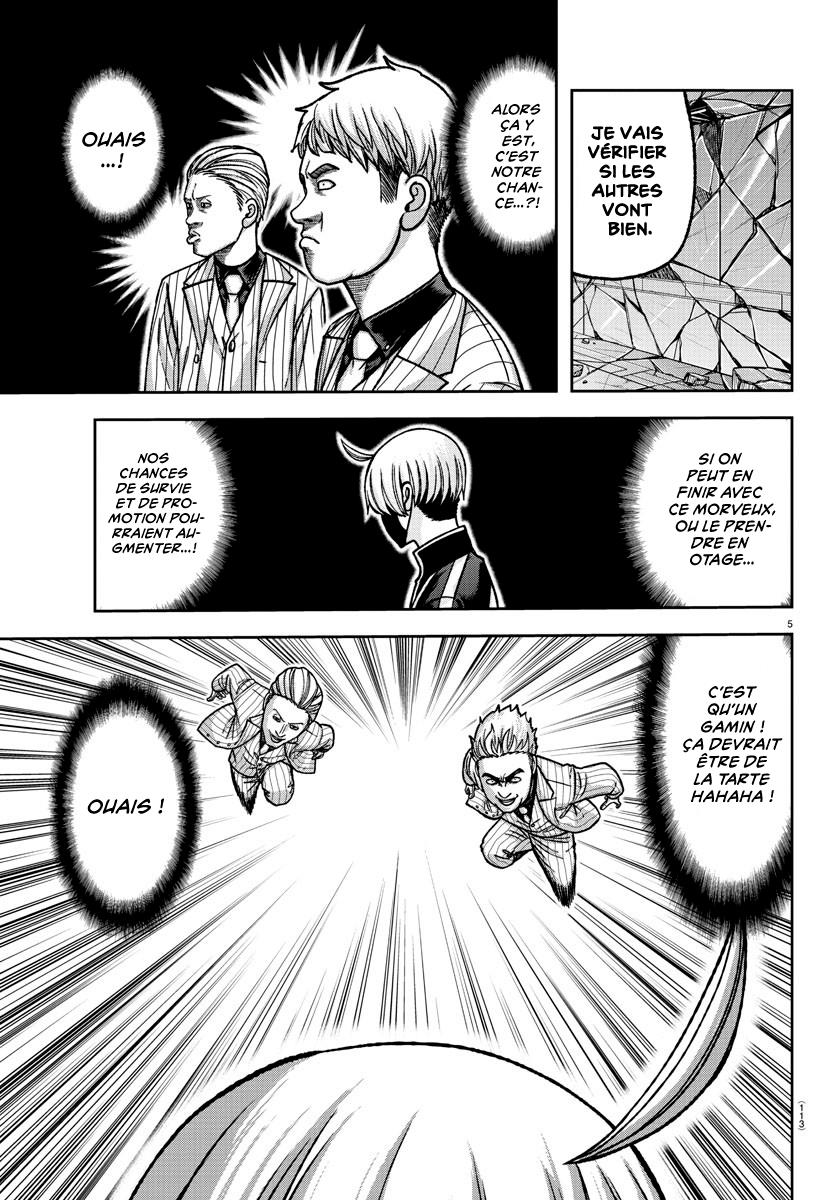 JE VAIS
VÉRIFIER
SI LES
AUTRES
VONT
BIEN.
ALORS
ÇA Y
EST,
C'EST
NOTRE
CHAN-
CE...?!
OUAIS
...!
SI ON
PEUT EN
FINIR AVEC
CE MORVEUX,
OU LE PREN-
DRE EN
OTAGE...
NOS
CHANCES
DE SURVIE
ET DE PRO-
MOTION POU-
RRAIENT AU-
GMENTER...!
5
C'EST
QU'UN
GAMIN !
ÇA DEVRAIT
ÊTRE DE
LA TARTE
HAHAHA !
OUAIS !
(113)